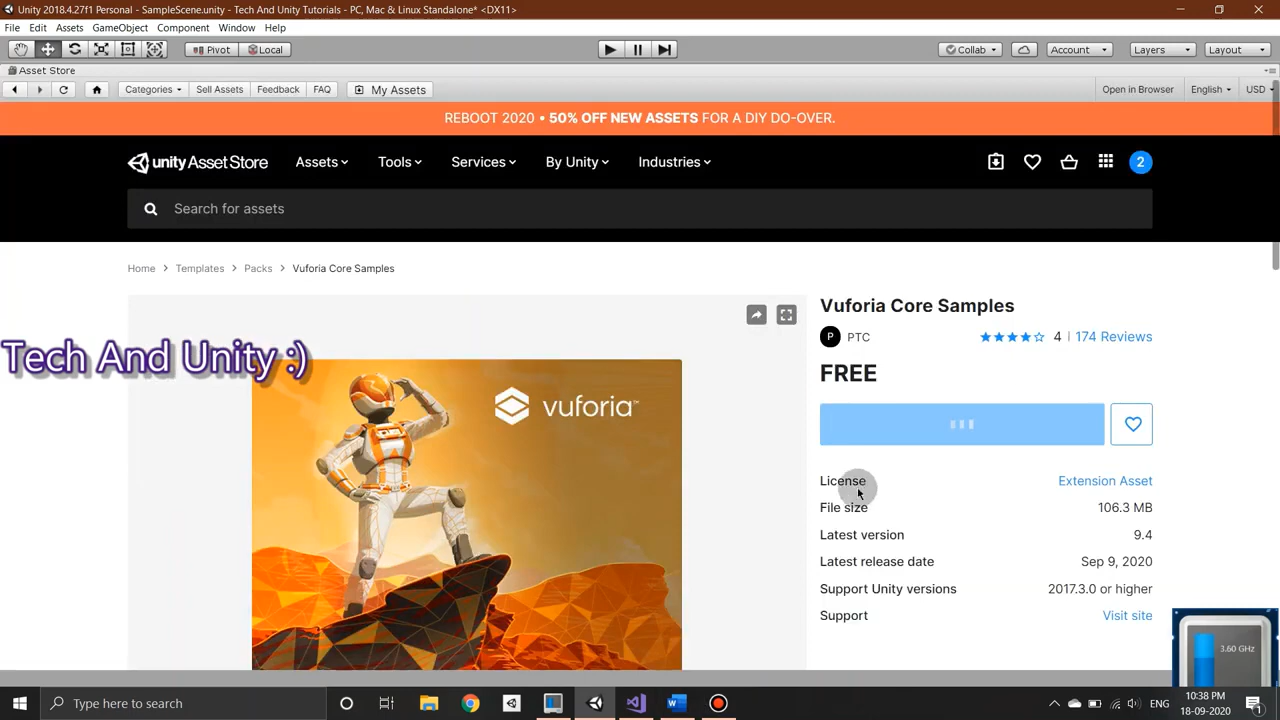 Unity 2018.4.27f1 Personal - SampleScene.unity - Tech And Unity Tutorials - PC, Mac & Linux Standalone* <DX11>
File Edit Assets GameObject Component Window Help
Pivot Local Collab Account Layers Layout
Asset Store
Categories Sell Assets Feedback FAQ My Assets Open in Browser English USD
REBOOT 2020 • 50% OFF NEW ASSETS FOR A DIY DO-OVER.
unity Asset Store Assets Tools Services By Unity Industries 2
Search for assets
Home > Templates > Packs > Vuforia Core Samples
Vuforia Core Samples
P PTC 4 | 174 Reviews
FREE
Tech And Unity :)
vuforia™
License Extension Asset
File size 106.3 MB
Latest version 9.4
Latest release date Sep 9, 2020
Support Unity versions 2017.3.0 or higher
Support Visit site
3.60 GHz
Type here to search
ENG
10:38 PM
18-09-2020
1